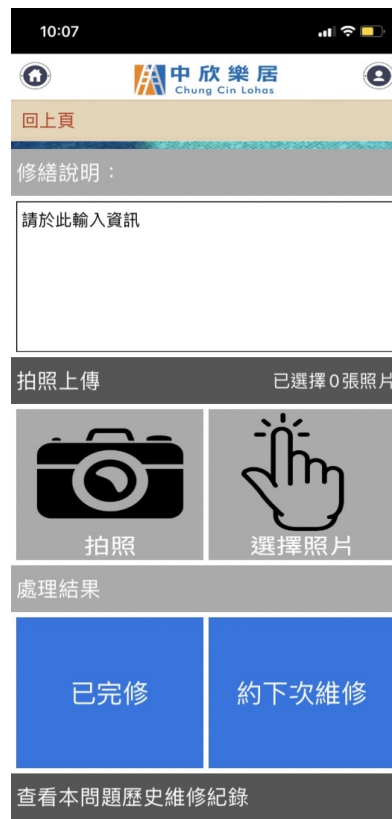 10:07
中欣樂居
Chung Cin Lohas
回上頁
修繕說明：
請於此輸入資訊
拍照上傳 已選擇0張照片
拍照 選擇照片
處理結果
已完修 約下次維修
查看本問題歷史維修紀錄